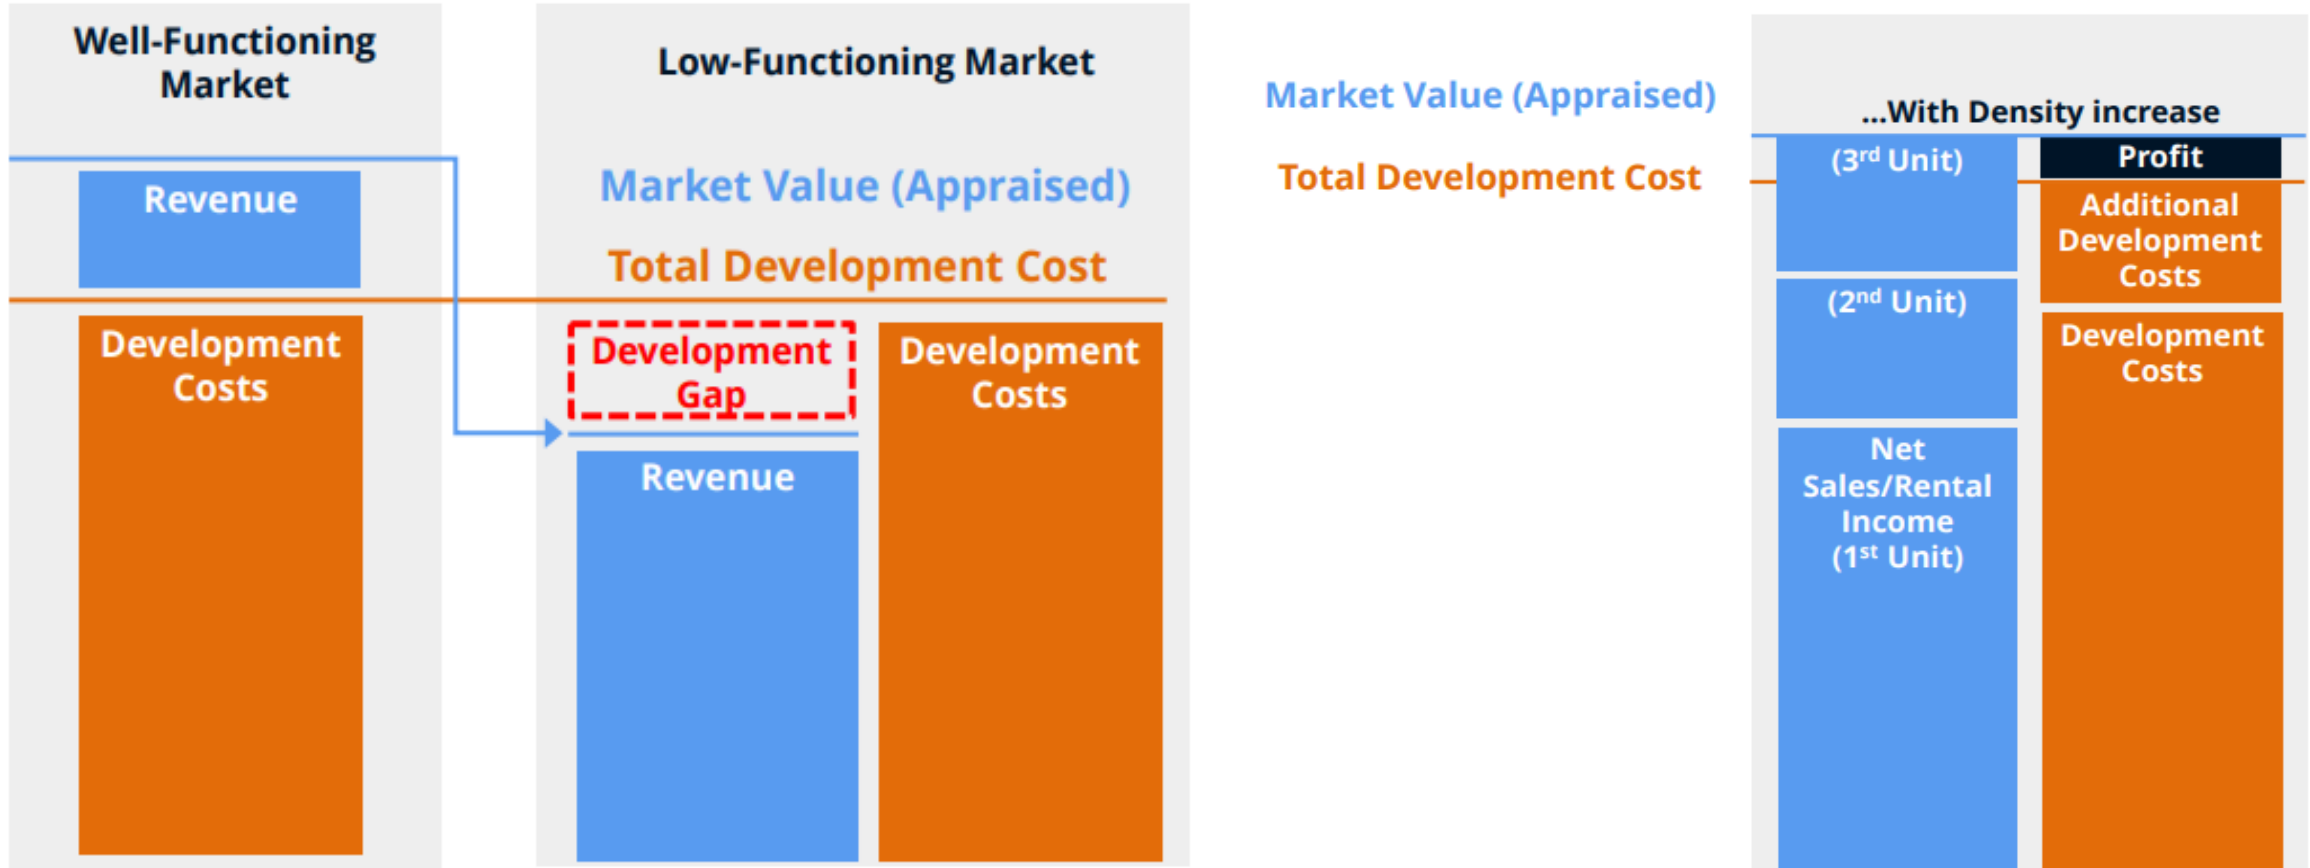 Well-Functioning
Market
Revenue
Development
Costs
Low-Functioning Market
Market Value (Appraised)
Total Development Cost
Development
Gap
Revenue
Development
Costs
Market Value (Appraised)
Total Development Cost
...With Density increase
(3rd Unit)
(2nd Unit)
Net
Sales/Rental
Income
(1st Unit)
Profit
Additional
Development
Costs
Development
Costs